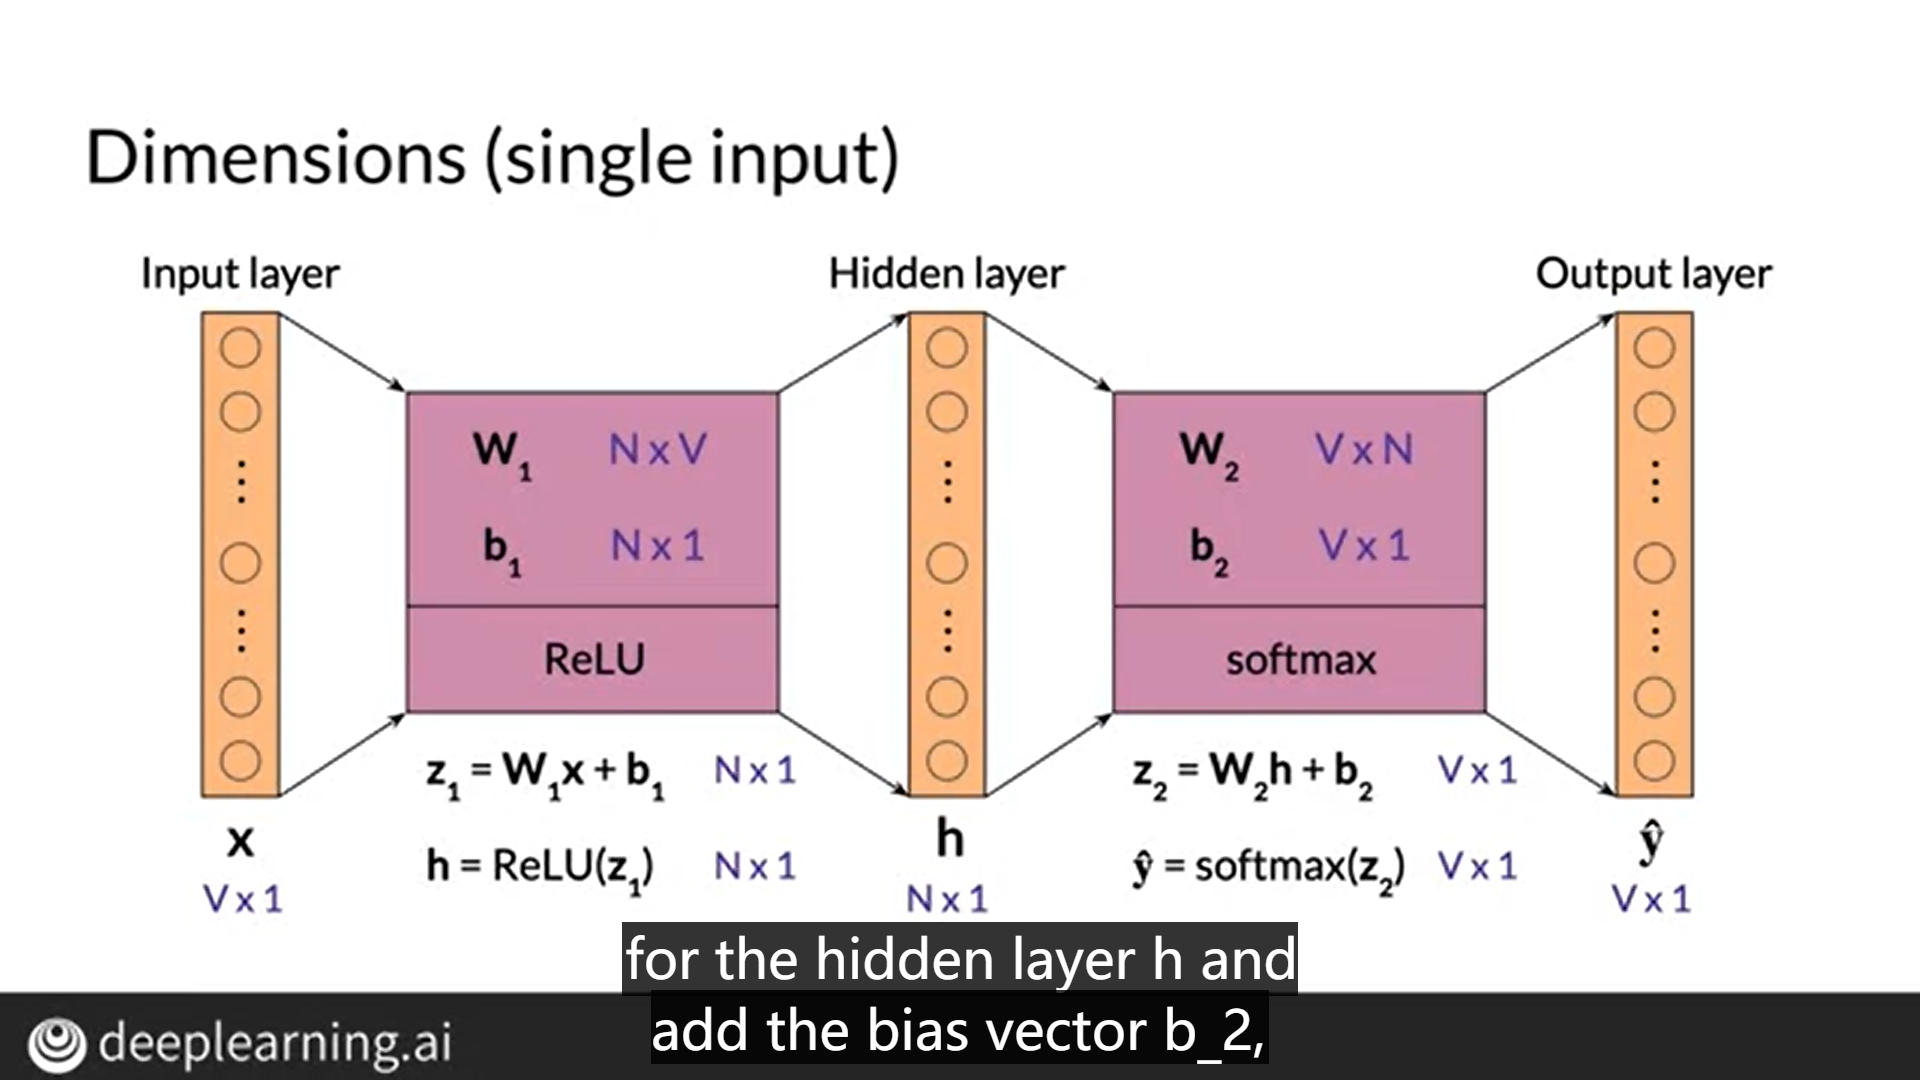 Dimensions (single input)
Input layer
Hidden layer
Output layer
W₁ N x V
b₁ N x 1
ReLU
W₂ V x N
b₂ V x 1
softmax
z₁ = W₁x + b₁ N x 1
h = ReLU(z₁) N x 1
z₂ = W₂h + b₂ V x 1
ŷ = softmax(z₂) V x 1
x
V x 1
h
N x 1
ŷ
V x 1
for the hidden layer h and
add the bias vector b_2,
deeplearning.ai